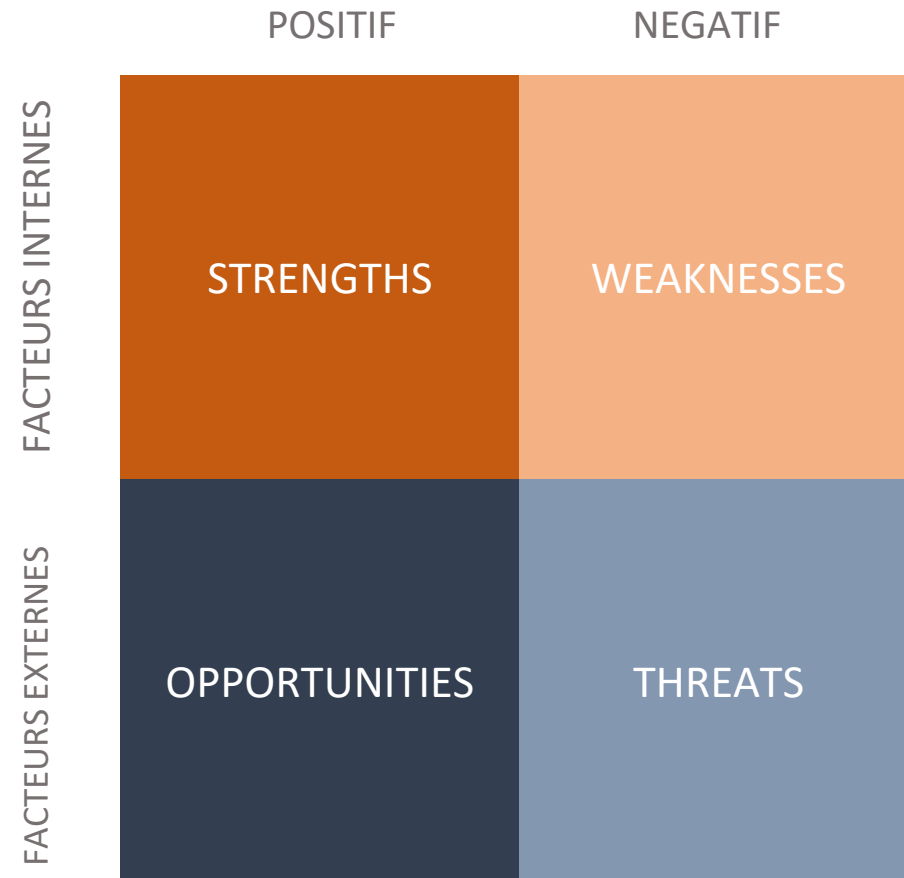 POSITIF
NEGATIF
FACTEURS INTERNES
STRENGTHS
WEAKNESSES
FACTEURS EXTERNES
OPPORTUNITIES
THREATS